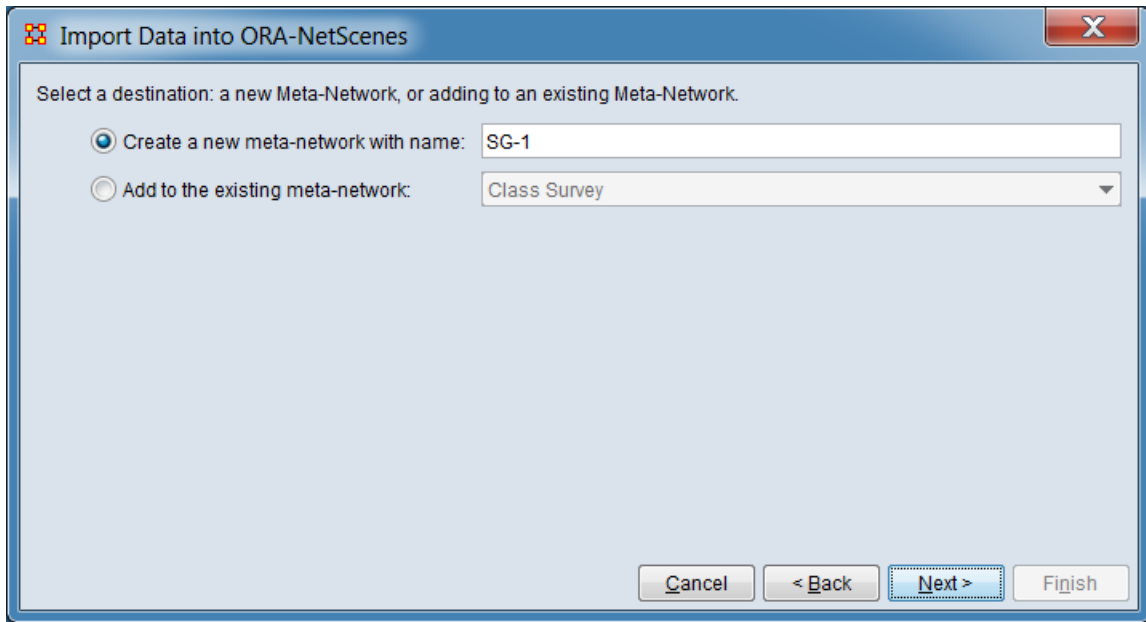 Import Data into ORA-NetScenes
X
Select a destination: a new Meta-Network, or adding to an existing Meta-Network.
Create a new meta-network with name: SG-1
Add to the existing meta-network: Class Survey
Cancel < Back Next > Finish